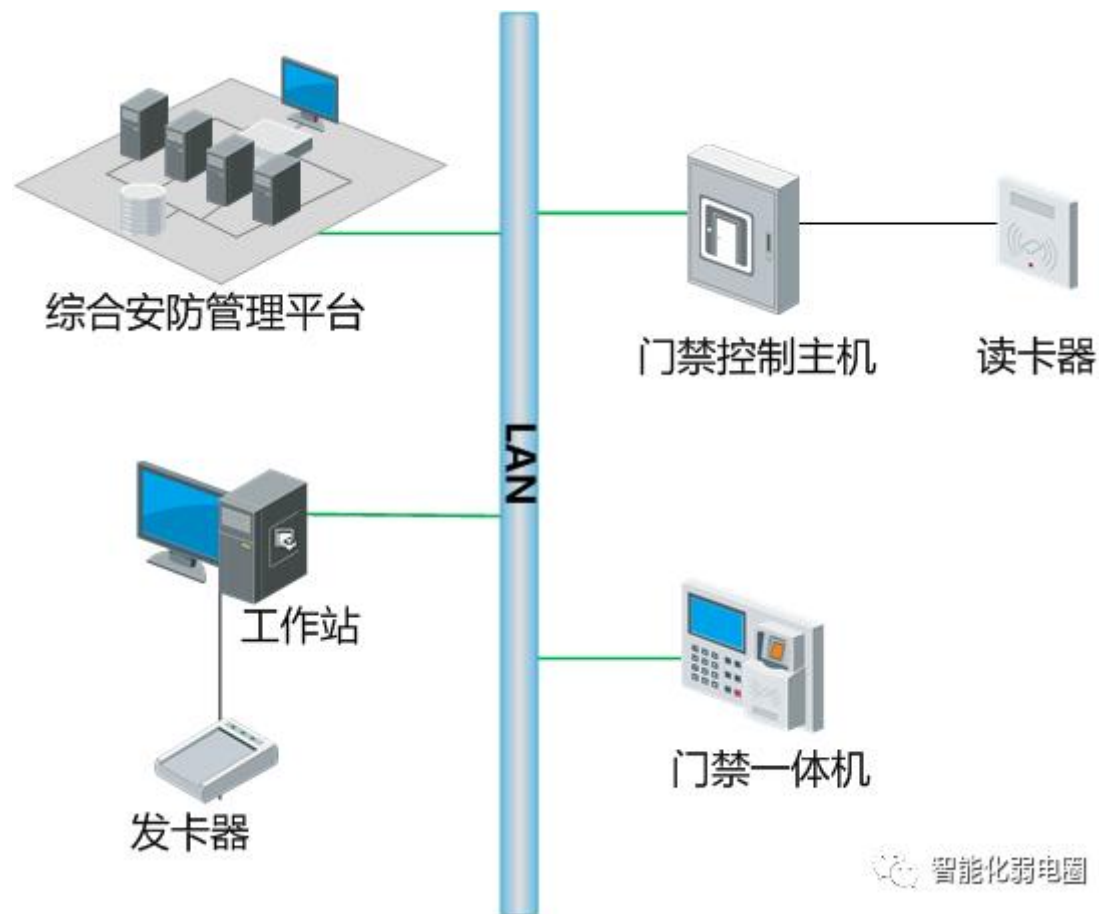 综合安防管理平台
门禁控制主机
读卡器
LAN
工作站
门禁一体机
发卡器
智能化弱电圈